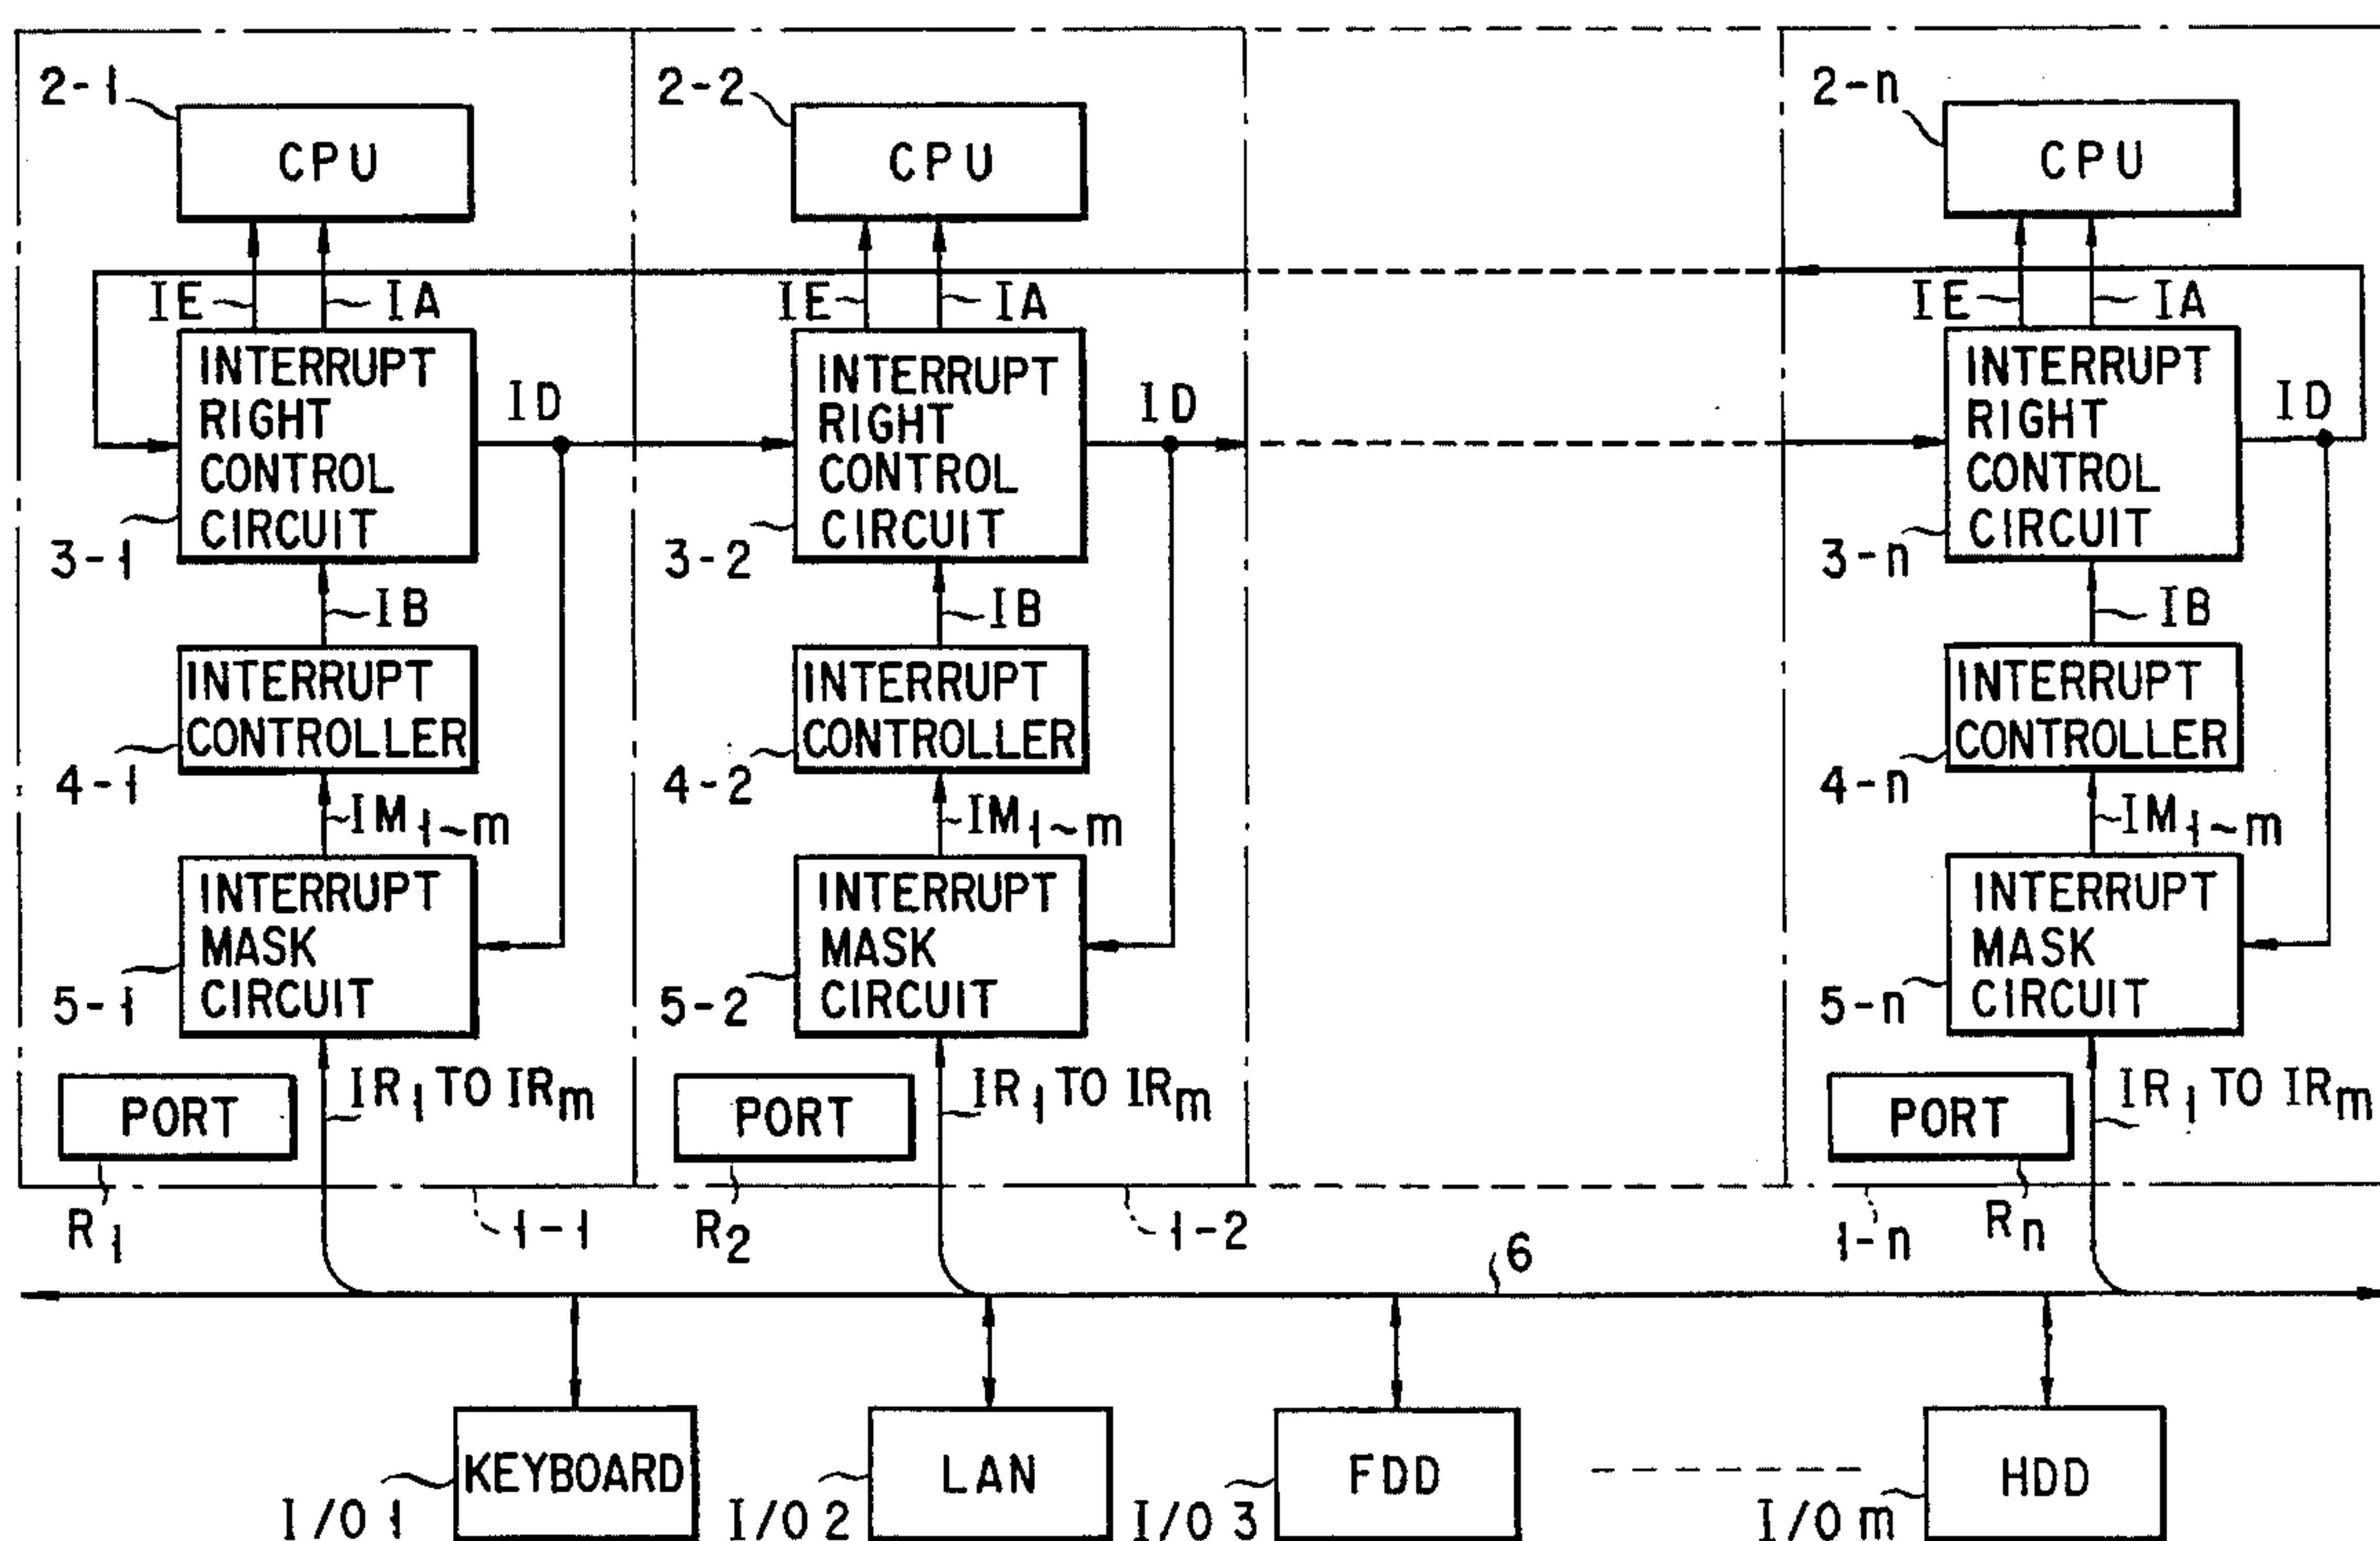 2-1
CPU
2-2
CPU
2-n
CPU
IE
IA
IE
IA
IE
IA
INTERRUPT
RIGHT
CONTROL
CIRCUIT
ID
3-1
INTERRUPT
RIGHT
CONTROL
CIRCUIT
ID
3-2
INTERRUPT
RIGHT
CONTROL
CIRCUIT
ID
3-n
IB
IB
IB
INTERRUPT
CONTROLLER
4-1
INTERRUPT
CONTROLLER
4-2
INTERRUPT
CONTROLLER
4-n
IM1~m
IM1~m
IM1~m
INTERRUPT
MASK
CIRCUIT
5-1
INTERRUPT
MASK
CIRCUIT
5-2
INTERRUPT
MASK
CIRCUIT
5-n
PORT
IR1 TO IRm
PORT
IR1 TO IRm
PORT
IR1 TO IRm
R1
1-1
R2
1-2
1-n
Rn
6
KEYBOARD
I/O 1
LAN
I/O 2
FDD
I/O 3
HDD
I/O m